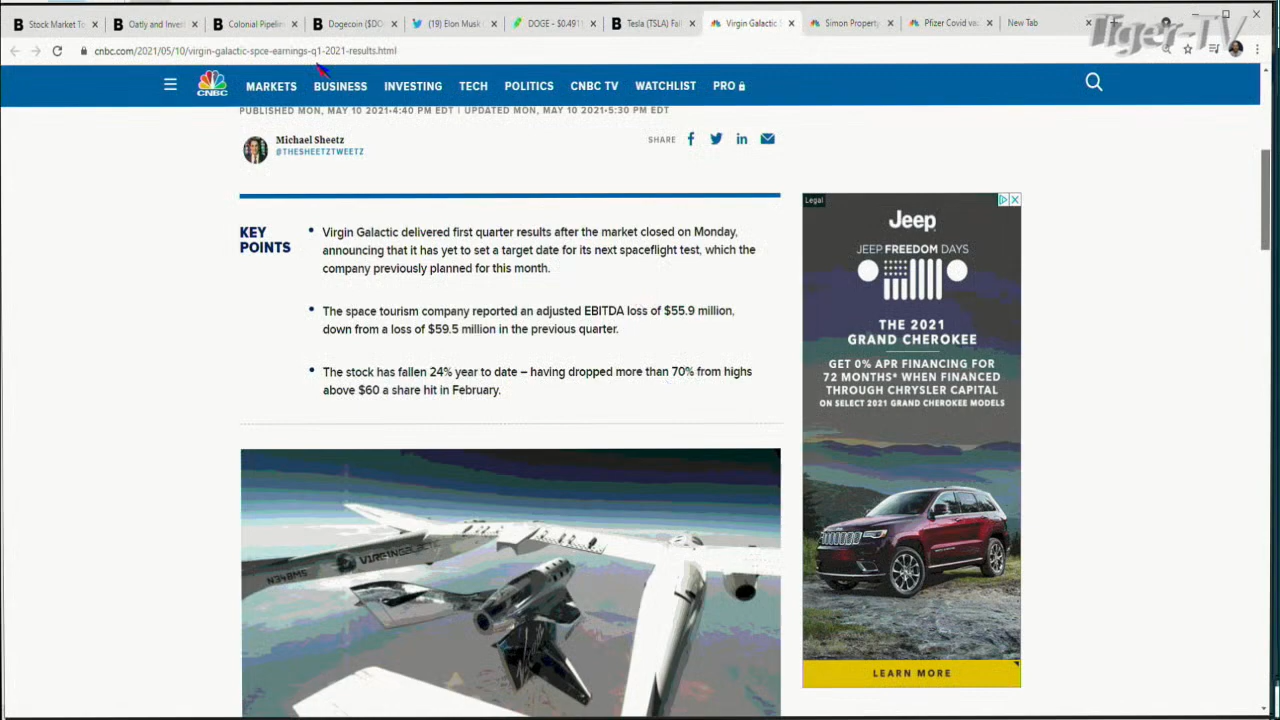 Stock Market To
Oatly and Inves
Colonial Pipelin
Dogecoin ($DO
(19) Elon Musk
DOGE - $0.491
Tesla (TSLA) Fal
Virgin Galactic
Simon Property
Pfizer Covid va
New Tab
Tiger-TV
cnbc.com/2021/05/10/virgin-galactic-spce-earnings-q1-2021-results.html
CNBC
MARKETS BUSINESS INVESTING TECH POLITICS CNBC TV WATCHLIST PRO
PUBLISHED MON, MAY 10 2021•4:40 PM EDT | UPDATED MON, MAY 10 2021•5:30 PM EDT
Michael Sheetz
@THESHEETZTWEETZ
SHARE
KEY
POINTS
Virgin Galactic delivered first quarter results after the market closed on Monday,
announcing that it has yet to set a target date for its next spaceflight test, which the
company previously planned for this month.
The space tourism company reported an adjusted EBITDA loss of $55.9 million,
down from a loss of $59.5 million in the previous quarter.
The stock has fallen 24% year to date – having dropped more than 70% from highs
above $60 a share hit in February.
VIRGIN GALACTIC
N348MS
Legal
Jeep
JEEP FREEDOM DAYS
THE 2021
GRAND CHEROKEE
GET 0% APR FINANCING FOR
72 MONTHS* WHEN FINANCED
THROUGH CHRYSLER CAPITAL
ON SELECT 2021 GRAND CHEROKEE MODELS
LEARN MORE